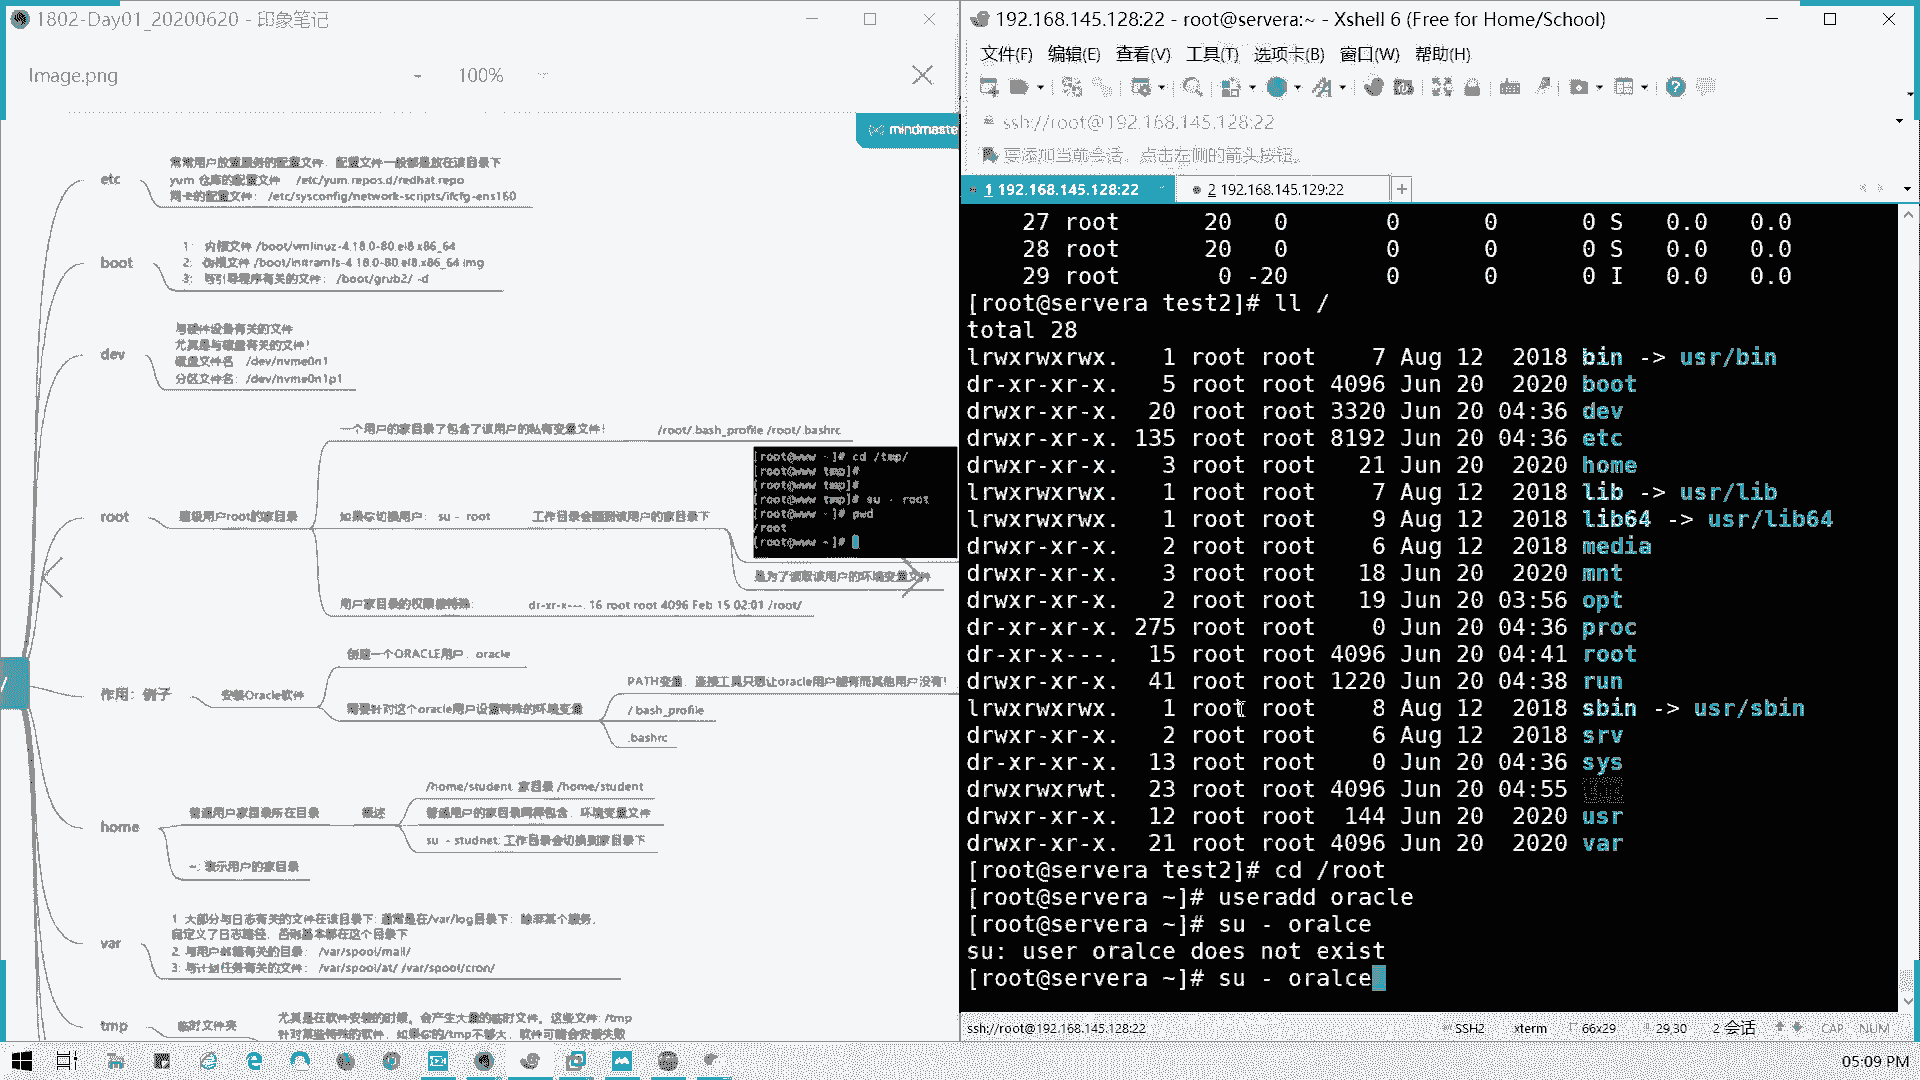 1802-Day01_20200620 - 印象笔记
Image.png
100%
mindmaste
etc
常常用户放置服务的配置文件，配置文件一般都是放在该目录下
yum 仓库的配置文件 /etc/yum.repos.d/redhat.repo
网卡的配置文件： /etc/sysconfig/network-scripts/ifcfg-ens160
boot
1: 内核文件 /boot/vmlinuz-4.18.0-80.el8.x86_64
2: 伪根文件 /boot/initramfs-4.18.0-80.el8.x86_64.img
3: 与引导程序有关的文件： /boot/grub2/ -d
dev
与硬件设备有关的文件
尤其是与磁盘有关的文件！
磁盘文件名 /dev/nvme0n1
分区文件名：/dev/nvme0n1p1
root
超级用户root的家目录
一个用户的家目录了包含了该用户的私有变量文件！ /root/.bash_profile /root/.bashrc
如果你切换用户： su - root
工作目录会回到该用户的家目录下
[root@www ~]# cd /tmp/
[root@www tmp]#
[root@www tmp]#
[root@www tmp]# su - root
[root@www ~]# pwd
/root
[root@www ~]#
是为了读取该用户的环境变量文件
用户家目录的权限很特殊： dr-xr-x---. 16 root root 4096 Feb 15 02:01 /root/
作用：例子
安装Oracle软件
创建一个ORACLE用户，oracle
需要针对这个oracle用户设置特殊的环境变量
PATH变量，连接工具只想让oracle用户拥有而其他用户没有！
/.bash_profile
.bashrc
home
普通用户家目录所在目录
概述
/home/student 家目录 /home/student
普通用户的家目录同样包含，环境变量文件
su - studnet: 工作目录会切换到家目录下
~: 表示用户的家目录
var
1 大部分与日志有关的文件在该目录下: 通常是在/var/log目录下：除非某个服务，
自定义了日志路径，否则基本都在这个目录下
2. 与用户邮箱有关的目录： /var/spool/mail/
3: 与计划任务有关的文件： /var/spool/at/ /var/spool/cron/
tmp
临时文件夹
尤其是在软件安装的时候，会产生大量的临时文件，这些文件: /tmp
针对某些特殊的软件，如果你的/tmp不够大，软件可能会安装失败
192.168.145.128:22 - root@servera:~ - Xshell 6 (Free for Home/School)
文件(F) 编辑(E) 查看(V) 工具(T) 选项卡(B) 窗口(W) 帮助(H)
ssh://root@192.168.145.128:22
要添加当前会话，点击左侧的箭头按钮。
1 192.168.145.128:22
2 192.168.145.129:22
27 root 20 0 0 0 0 S 0.0 0.0
28 root 20 0 0 0 0 S 0.0 0.0
29 root 0 -20 0 0 0 I 0.0 0.0
[root@servera test2]# ll /
total 28
lrwxrwxrwx. 1 root root 7 Aug 12 2018 bin -> usr/bin
dr-xr-xr-x. 5 root root 4096 Jun 20 2020 boot
drwxr-xr-x. 20 root root 3320 Jun 20 04:36 dev
drwxr-xr-x. 135 root root 8192 Jun 20 04:36 etc
drwxr-xr-x. 3 root root 21 Jun 20 2020 home
lrwxrwxrwx. 1 root root 7 Aug 12 2018 lib -> usr/lib
lrwxrwxrwx. 1 root root 9 Aug 12 2018 lib64 -> usr/lib64
drwxr-xr-x. 2 root root 6 Aug 12 2018 media
drwxr-xr-x. 3 root root 18 Jun 20 2020 mnt
drwxr-xr-x. 2 root root 19 Jun 20 03:56 opt
dr-xr-xr-x. 275 root root 0 Jun 20 04:36 proc
dr-xr-x---. 15 root root 4096 Jun 20 04:41 root
drwxr-xr-x. 41 root root 1220 Jun 20 04:38 run
lrwxrwxrwx. 1 root root 8 Aug 12 2018 sbin -> usr/sbin
drwxr-xr-x. 2 root root 6 Aug 12 2018 srv
dr-xr-xr-x. 13 root root 0 Jun 20 04:36 sys
drwxrwxrwt. 23 root root 4096 Jun 20 04:55
drwxr-xr-x. 12 root root 144 Jun 20 2020 usr
drwxr-xr-x. 21 root root 4096 Jun 20 2020 var
[root@servera test2]# cd /root
[root@servera ~]# useradd oracle
[root@servera ~]# su - oralce
su: user oralce does not exist
[root@servera ~]# su - oralce
ssh://root@192.168.145.128:22
SSH2 xterm 66x29 29,30 2 会话 CAP NUM
05:09 PM